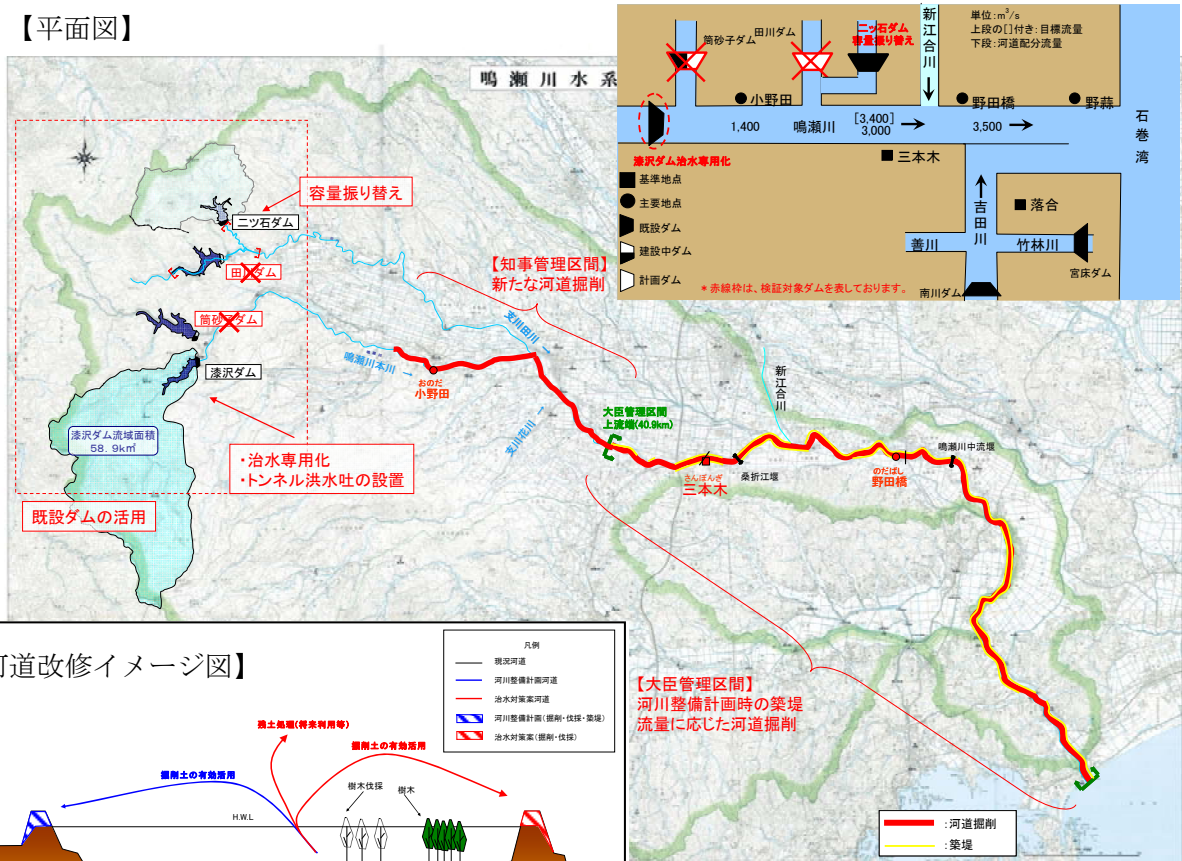 【平面図】
鳴瀬川水系
単位:m³/s
上段の[]付き:目標流量
下段:河道配分流量
筒砂子ダム
田川ダム
二ツ石ダム
容量振り替え
新江合川
小野田
野田橋
野蒜
1,400
鳴瀬川
[3,400]
3,000
3,500
石巻湾
漆沢ダム治水専用化
三本木
基準地点
主要地点
既設ダム
建設中ダム
計画ダム
吉田川
落合
善川
竹林川
宮床ダム
南川ダム
*赤線枠は、検証対象ダムを表しております。
容量振り替え
二ツ石ダム
田川ダム
筒砂子ダム
漆沢ダム
漆沢ダム流域面積
58.9km²
・治水専用化
・トンネル洪水吐の設置
既設ダムの活用
【知事管理区間】
新たな河道掘削
支川田川
鳴瀬川本川
支川花川
おのだ
小野田
大臣管理区間
上流端(40.9km)
新江合川
さんぼんぎ
三本木
桑折江堰
のだばし
野田橋
鳴瀬川中流堰
【大臣管理区間】
河川整備計画時の築堤
流量に応じた河道掘削
:河道掘削
:築堤
河道改修イメージ図】
凡例
現況河道
河川整備計画河道
治水対策案河道
河川整備計画(掘削・伐採・築堤)
治水対策案(掘削・伐採)
残土処理(将来利用等)
掘削土の有効活用
掘削土の有効活用
樹木伐採
樹木
H.W.L